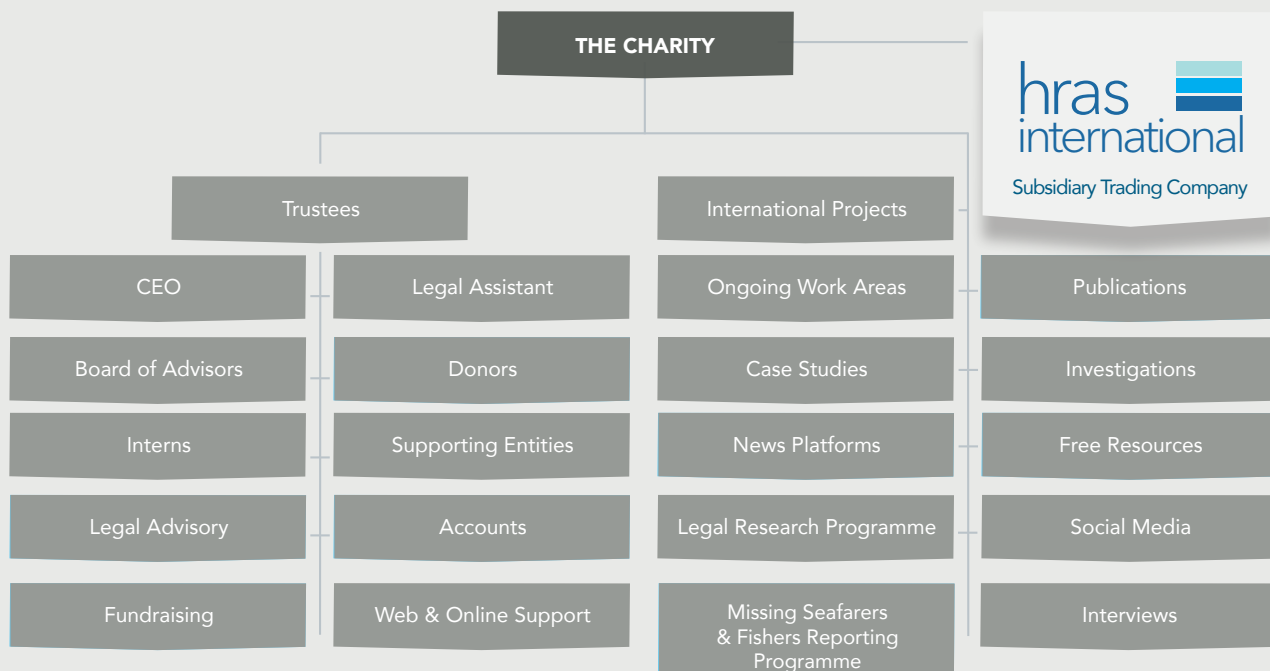 THE CHARITY
hras
international
Subsidiary Trading Company
Trustees
International Projects
CEO
Legal Assistant
Ongoing Work Areas
Publications
Board of Advisors
Donors
Case Studies
Investigations
Interns
Supporting Entities
News Platforms
Free Resources
Legal Advisory
Accounts
Legal Research Programme
Social Media
Fundraising
Web & Online Support
Missing Seafarers
& Fishers Reporting
Programme
Interviews